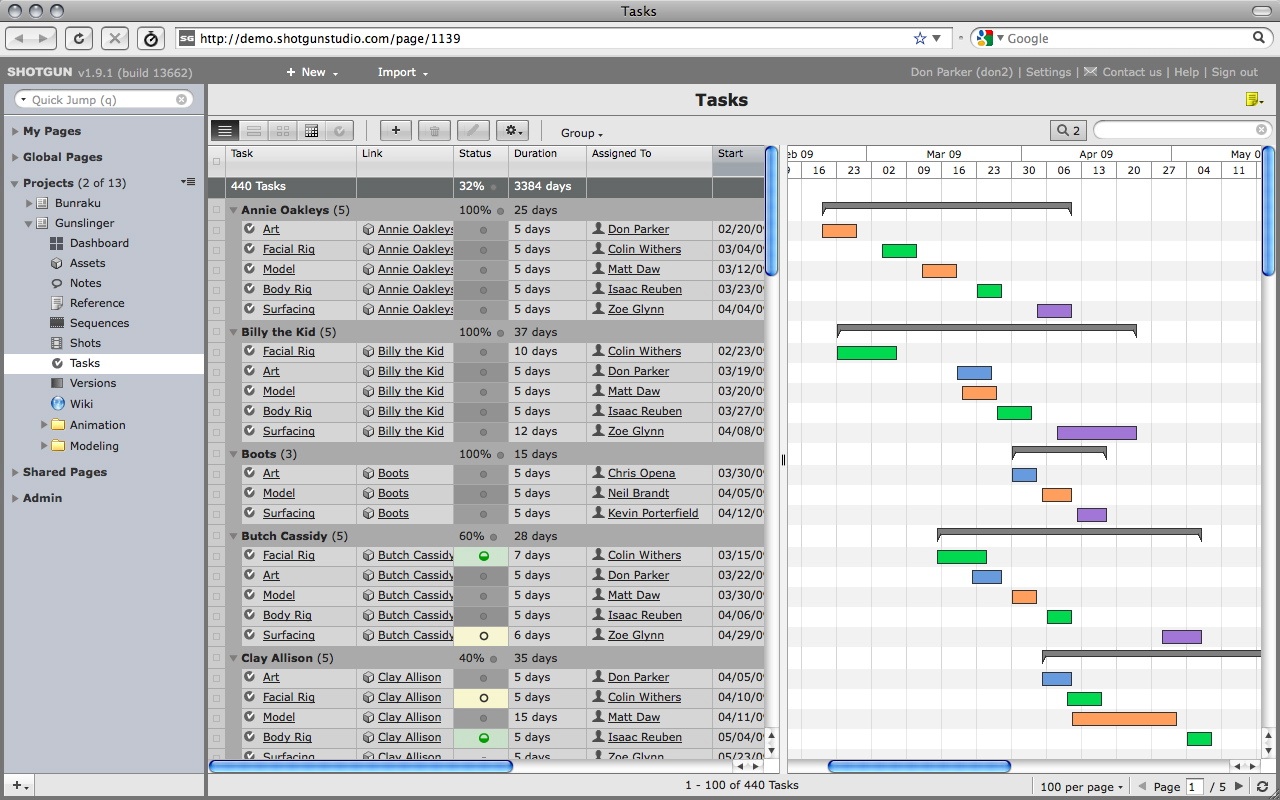 Tasks
http://demo.shotgunstudio.com/page/1139
Google
SHOTGUN v1.9.1 (build 13662)
New
Import
Don Parker (don2) | Settings | Contact us | Help | Sign out
Quick Jump (q)
My Pages
Global Pages
Projects (2 of 13)
Bunraku
Gunslinger
Dashboard
Assets
Notes
Reference
Sequences
Shots
Tasks
Versions
Wiki
Animation
Modeling
Shared Pages
Admin
Tasks
Group
2
Task Link Status Duration Assigned To Start
440 Tasks 32% 3384 days
Annie Oakleys (5) 100% 25 days
Art Annie Oakleys 5 days Don Parker 02/20/0
Facial Rig Annie Oakleys 5 days Colin Withers 03/04/0
Model Annie Oakleys 5 days Matt Daw 03/12/0
Body Rig Annie Oakleys 5 days Isaac Reuben 03/23/0
Surfacing Annie Oakleys 5 days Zoe Glynn 04/04/0
Billy the Kid (5) 100% 37 days
Facial Rig Billy the Kid 10 days Colin Withers 02/23/0
Art Billy the Kid 5 days Don Parker 03/19/0
Model Billy the Kid 5 days Matt Daw 03/20/0
Body Rig Billy the Kid 5 days Isaac Reuben 03/27/0
Surfacing Billy the Kid 12 days Zoe Glynn 04/08/0
Boots (3) 100% 15 days
Art Boots 5 days Chris Opena 03/30/0
Model Boots 5 days Neil Brandt 04/05/0
Surfacing Boots 5 days Kevin Porterfield 04/12/0
Butch Cassidy (5) 60% 28 days
Facial Rig Butch Cassidy 7 days Colin Withers 03/15/0
Art Butch Cassidy 5 days Don Parker 03/22/0
Model Butch Cassidy 5 days Matt Daw 03/30/0
Body Rig Butch Cassidy 5 days Isaac Reuben 04/06/0
Surfacing Butch Cassidy 6 days Zoe Glynn 04/29/0
Clay Allison (5) 40% 35 days
Art Clay Allison 5 days Don Parker 04/05/0
Facial Rig Clay Allison 5 days Colin Withers 04/10/0
Model Clay Allison 15 days Matt Daw 04/11/0
Body Rig Clay Allison 5 days Isaac Reuben 05/04/0
Surfacing Clay Allison 5 days Zoe Glynn 05/23/0
eb 09 Mar 09 Apr 09 May 0
9 16 23 02 09 16 23 30 06 13 20 27 04 11
1 - 100 of 440 Tasks
100 per page
Page 1 / 5